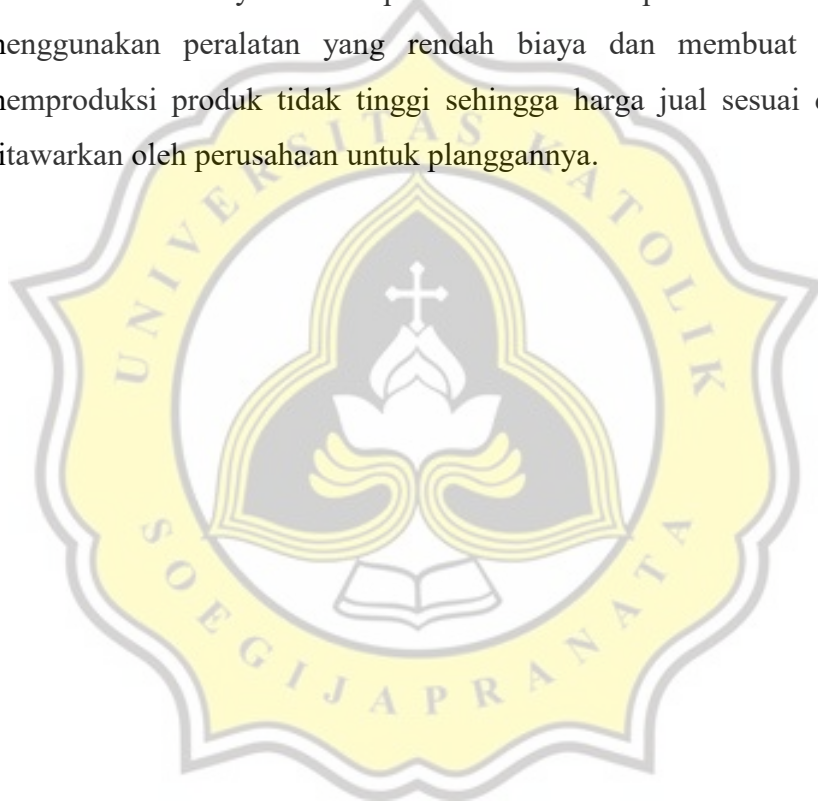 menggunakan peralatan yang rendah biaya dan membuat
memproduksi produk tidak tinggi sehingga harga jual sesuai
ditawarkan oleh perusahaan untuk planggannya.
UNIVERSITAS KATOLIK
SOEGIJAPRANATA